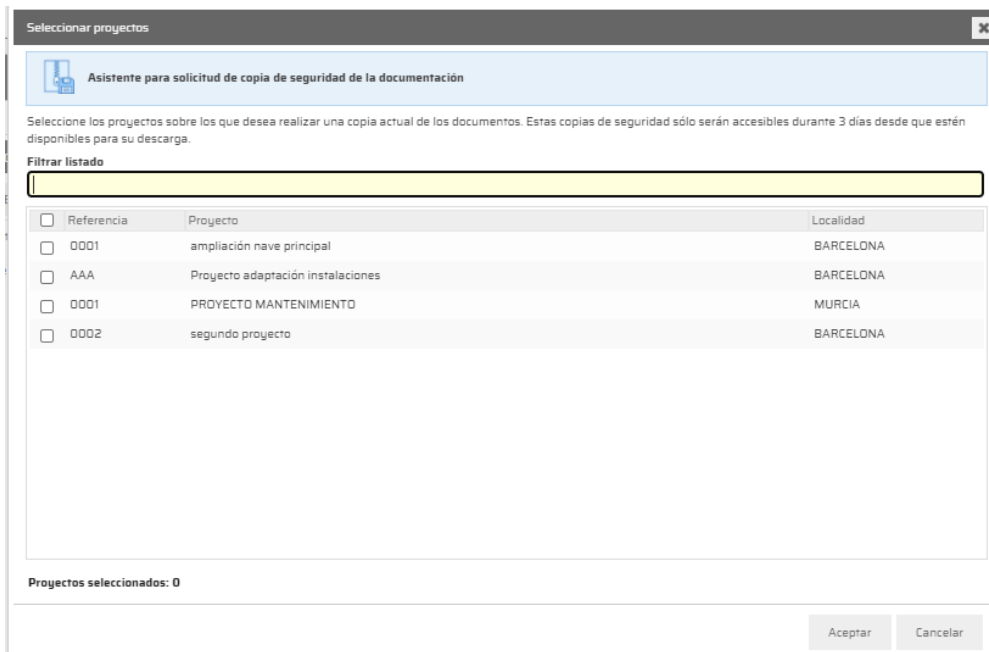 Seleccionar proyectos
Asistente para solicitud de copia de seguridad de la documentación
Seleccione los proyectos sobre los que desea realizar una copia actual de los documentos. Estas copias de seguridad sólo serán accesibles durante 3 días desde que estén
disponibles para su descarga.
Filtrar listado
Referencia Proyecto Localidad
0001 ampliación nave principal BARCELONA
AAA Proyecto adaptación instalaciones BARCELONA
0001 PROYECTO MANTENIMIENTO MURCIA
0002 segundo proyecto BARCELONA
Proyectos seleccionados: 0
Aceptar Cancelar